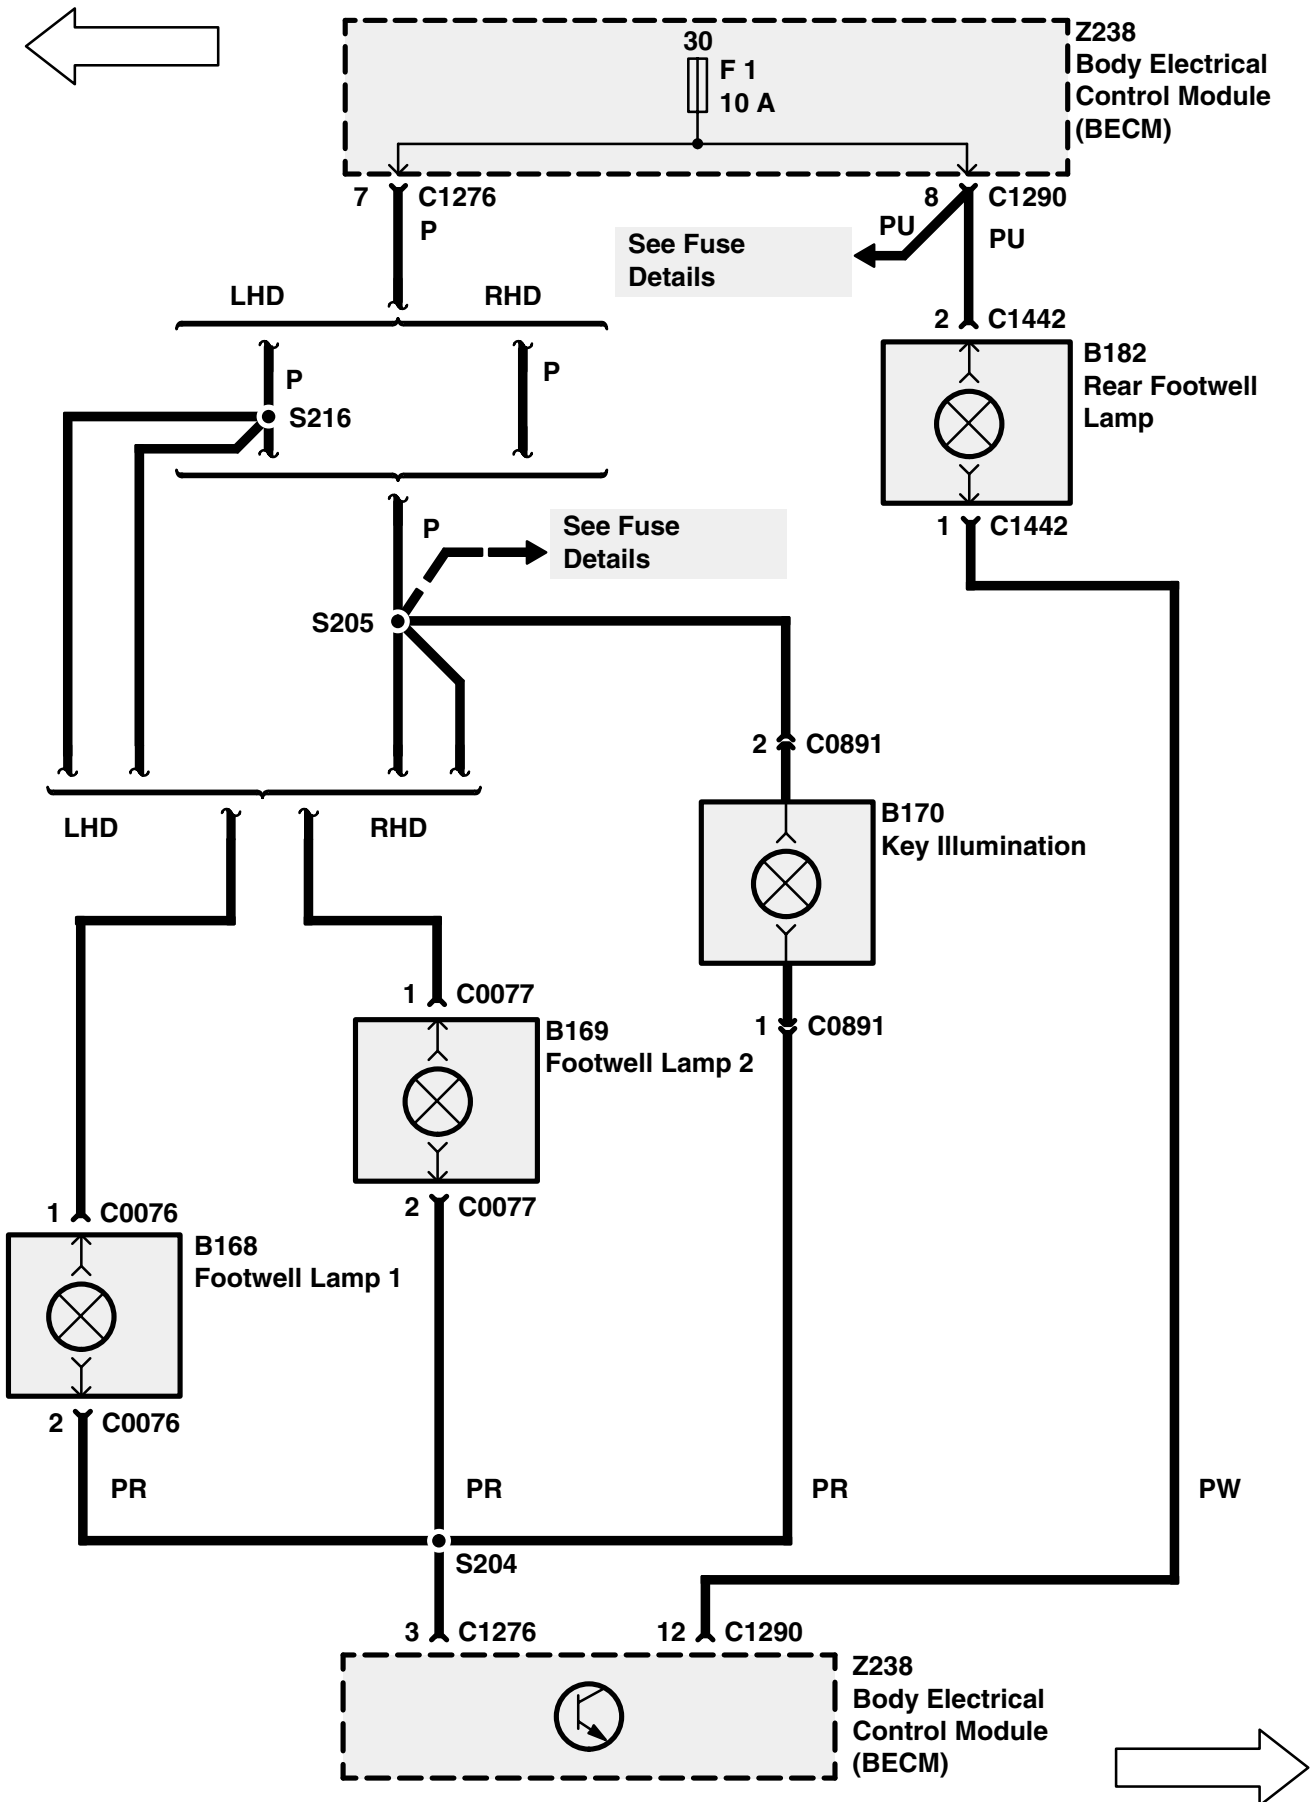 30
F 1
10 A
Z238
Body Electrical
Control Module
(BECM)
7 C1276
P
8 C1290
PU
PU
See Fuse
Details
LHD
RHD
2 C1442
B182
Rear Footwell
Lamp
P
P
S216
1 C1442
P
See Fuse
Details
S205
2 C0891
LHD
RHD
B170
Key Illumination
1 C0077
1 C0891
B169
Footwell Lamp 2
2 C0077
1 C0076
B168
Footwell Lamp 1
2 C0076
PR
PR
PR
PW
S204
3 C1276
12 C1290
Z238
Body Electrical
Control Module
(BECM)